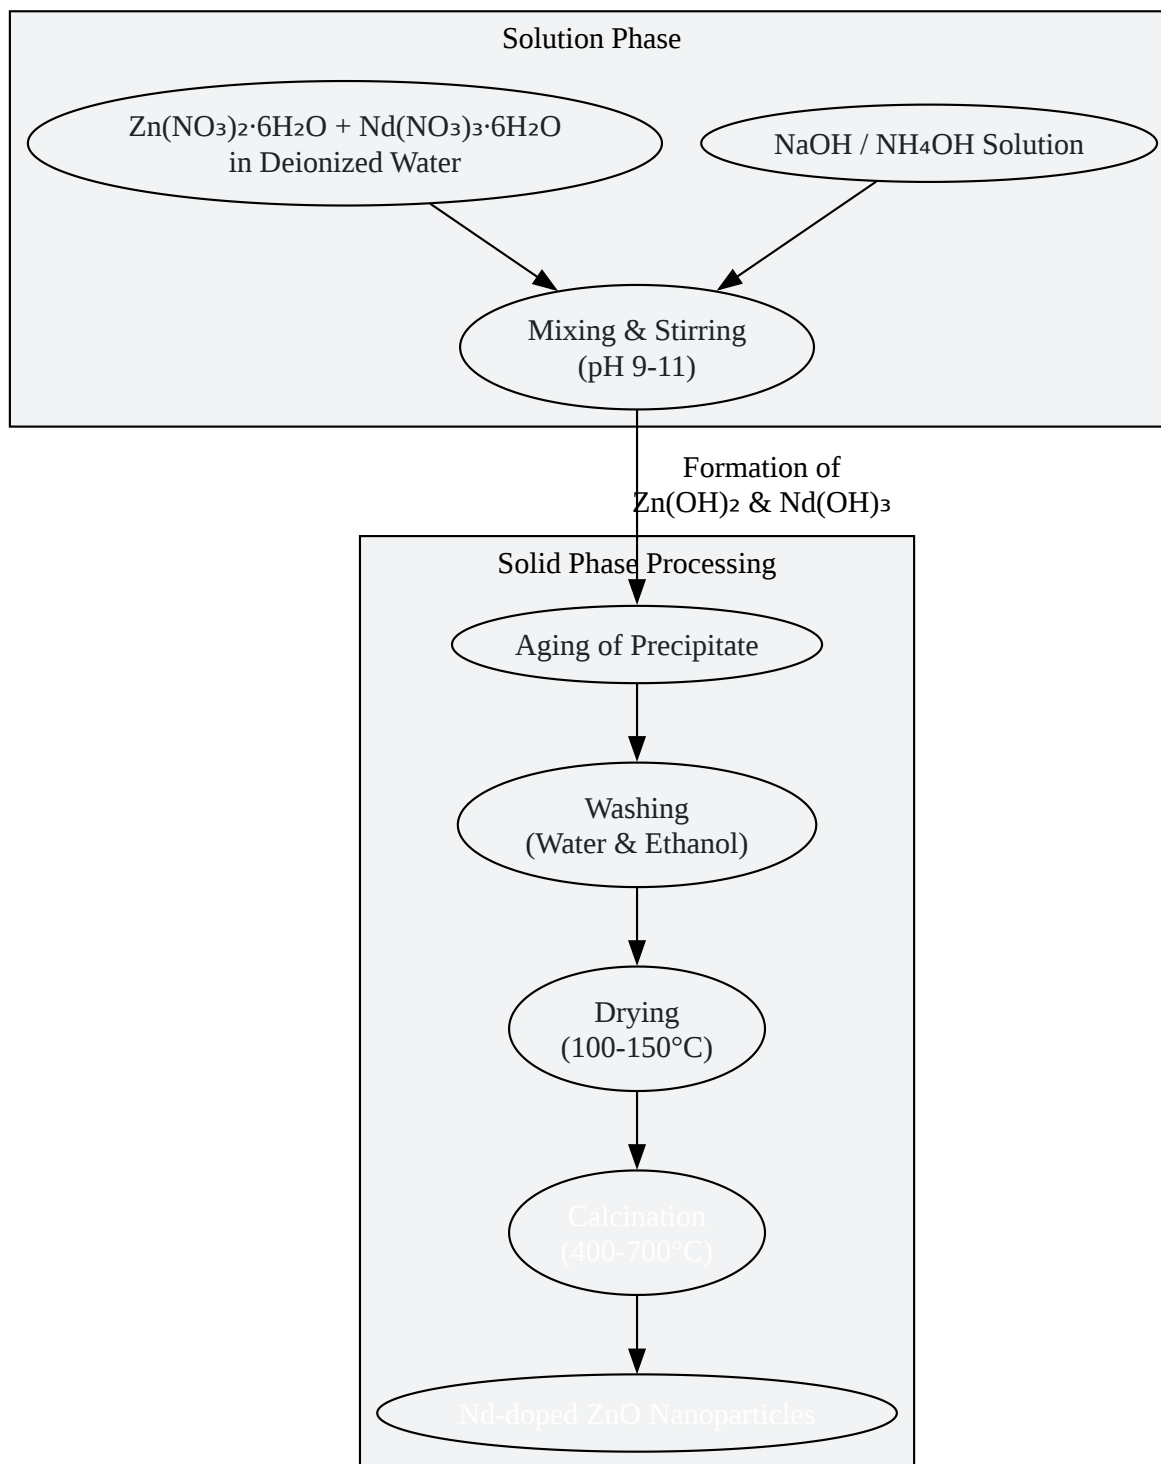 Solution Phase
Zn(NO₃)₂·6H₂O + Nd(NO₃)₃·6H₂O
in Deionized Water
NaOH / NH₄OH Solution
Mixing & Stirring
(pH 9-11)
Formation of
Zn(OH)₂ & Nd(OH)₃
Solid Phase Processing
Aging of Precipitate
Washing
(Water & Ethanol)
Drying
(100-150°C)
Calcination
(400-700°C)
Nd-doped ZnO Nanoparticles